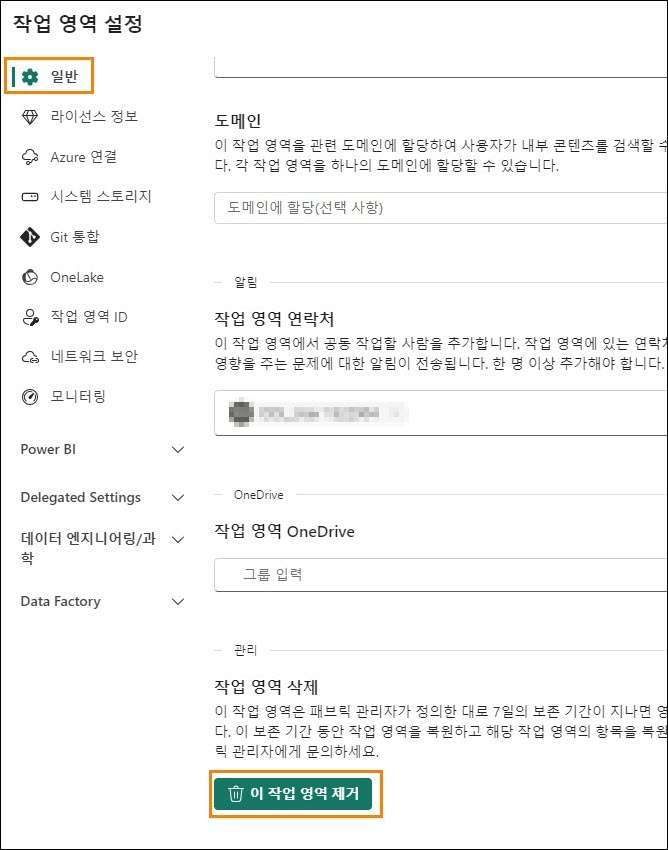 작업 영역 설정
일반
라이선스 정보
Azure 연결
시스템 스토리지
Git 통합
OneLake
작업 영역 ID
네트워크 보안
모니터링
Power BI
Delegated Settings
데이터 엔지니어링/과
학
Data Factory
도메인
이 작업 영역을 관련 도메인에 할당하여 사용자가 내부 콘텐츠를 검색할 수
다. 각 작업 영역을 하나의 도메인에 할당할 수 있습니다.
도메인에 할당(선택 사항)
알림
작업 영역 연락처
이 작업 영역에서 공동 작업할 사람을 추가합니다. 작업 영역에 있는 연락처
영향을 주는 문제에 대한 알림이 전송됩니다. 한 명 이상 추가해야 합니다.
OneDrive
작업 영역 OneDrive
그룹 입력
관리
작업 영역 삭제
이 작업 영역은 패브릭 관리자가 정의한 대로 7일의 보존 기간이 지나면 영
다. 이 보존 기간 동안 작업 영역을 복원하고 해당 작업 영역의 항목을 복원
릭 관리자에게 문의하세요.
이 작업 영역 제거